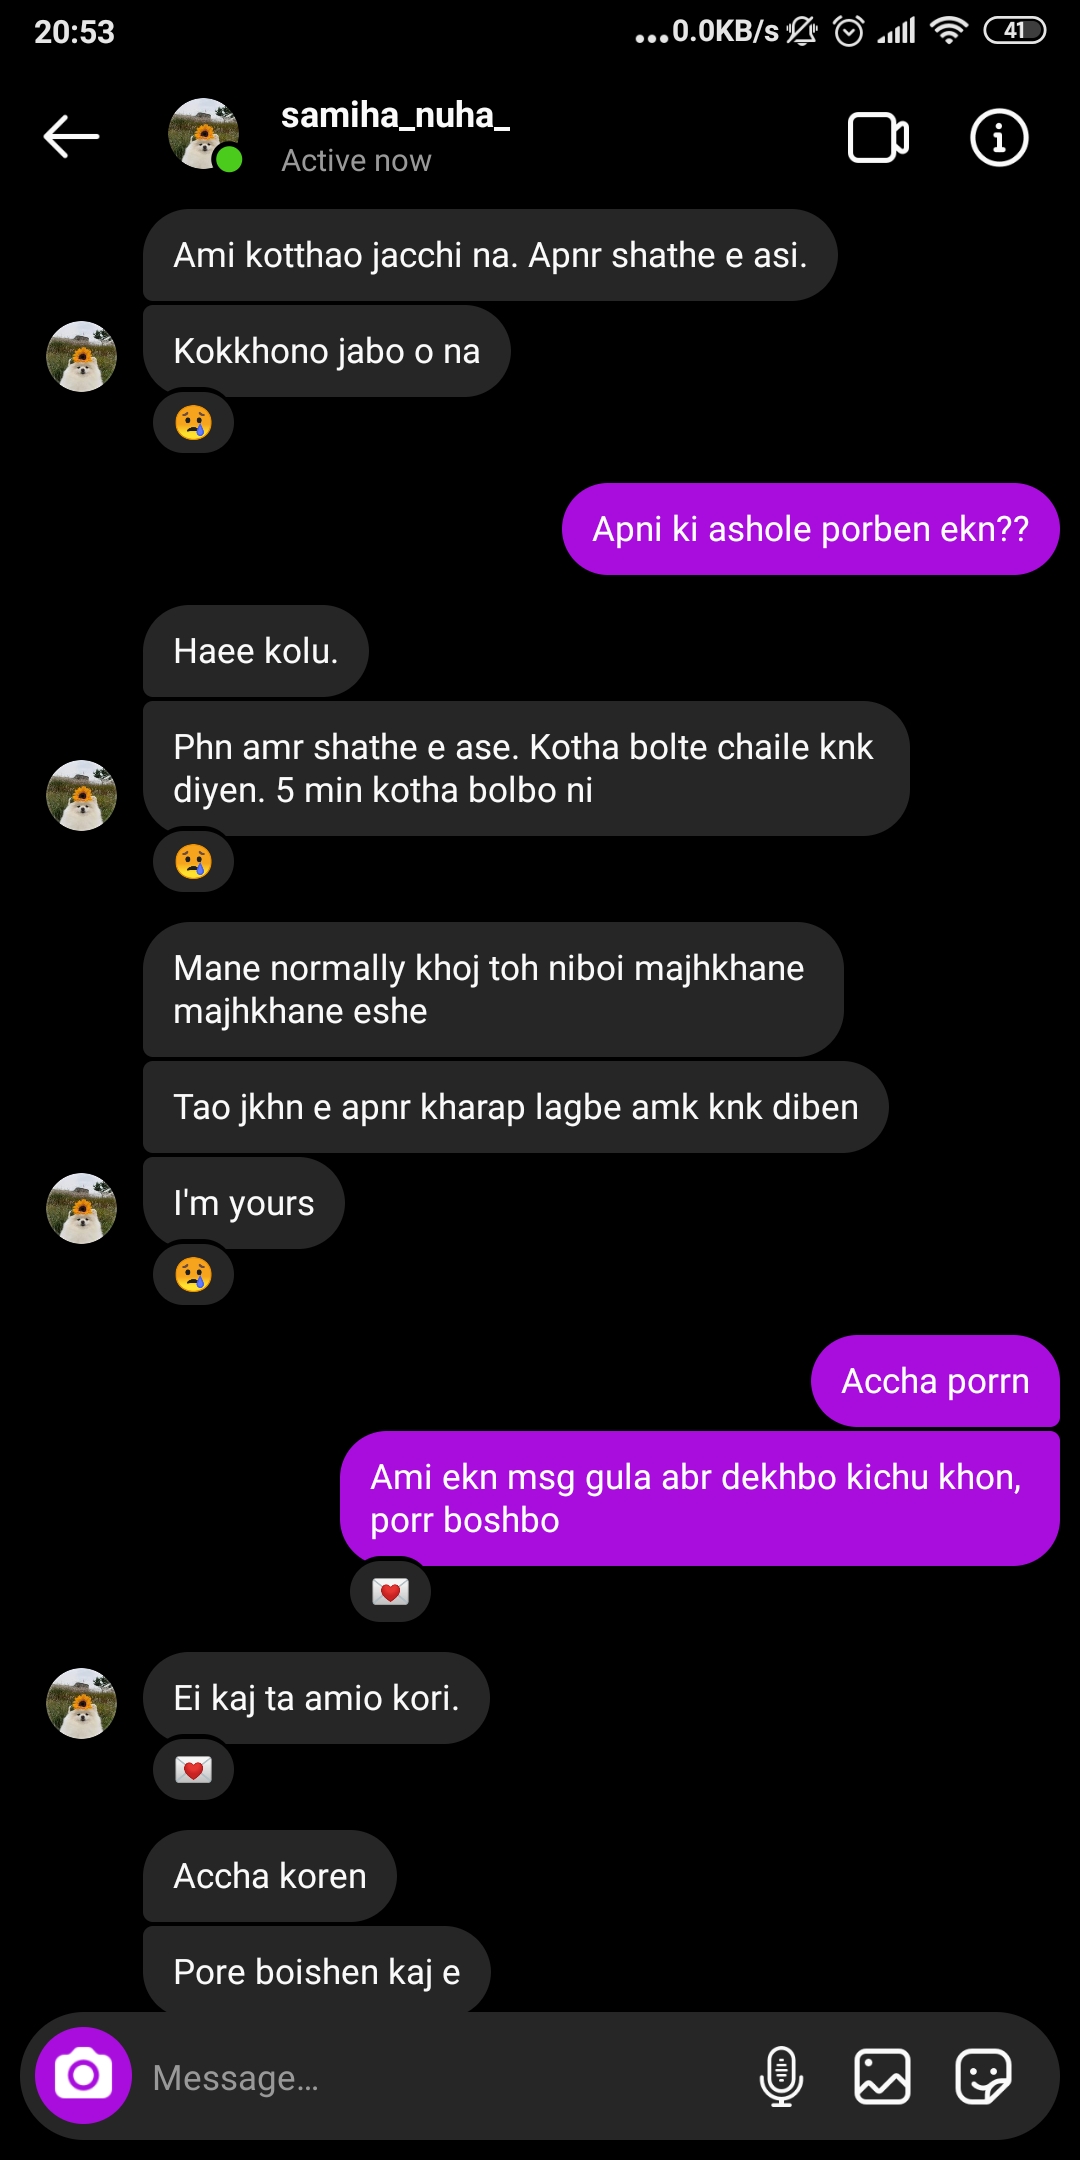 20:53
...0.0KB/s
41
samiha_nuha_
Active now
Ami kotthao jacchi na. Apnr shathe e asi.
Kokkhono jabo o na
Apni ki ashole porben ekn??
Haee kolu.
Phn amr shathe e ase. Kotha bolte chaile knk
diyen. 5 min kotha bolbo ni
Mane normally khoj toh niboi majhkhane
majhkhane eshe
Tao jkhn e apnr kharap lagbe amk knk diben
I'm yours
Accha porrn
Ami ekn msg gula abr dekhbo kichu khon,
porr boshbo
Ei kaj ta amio kori.
Accha koren
Pore boishen kaj e
Message...